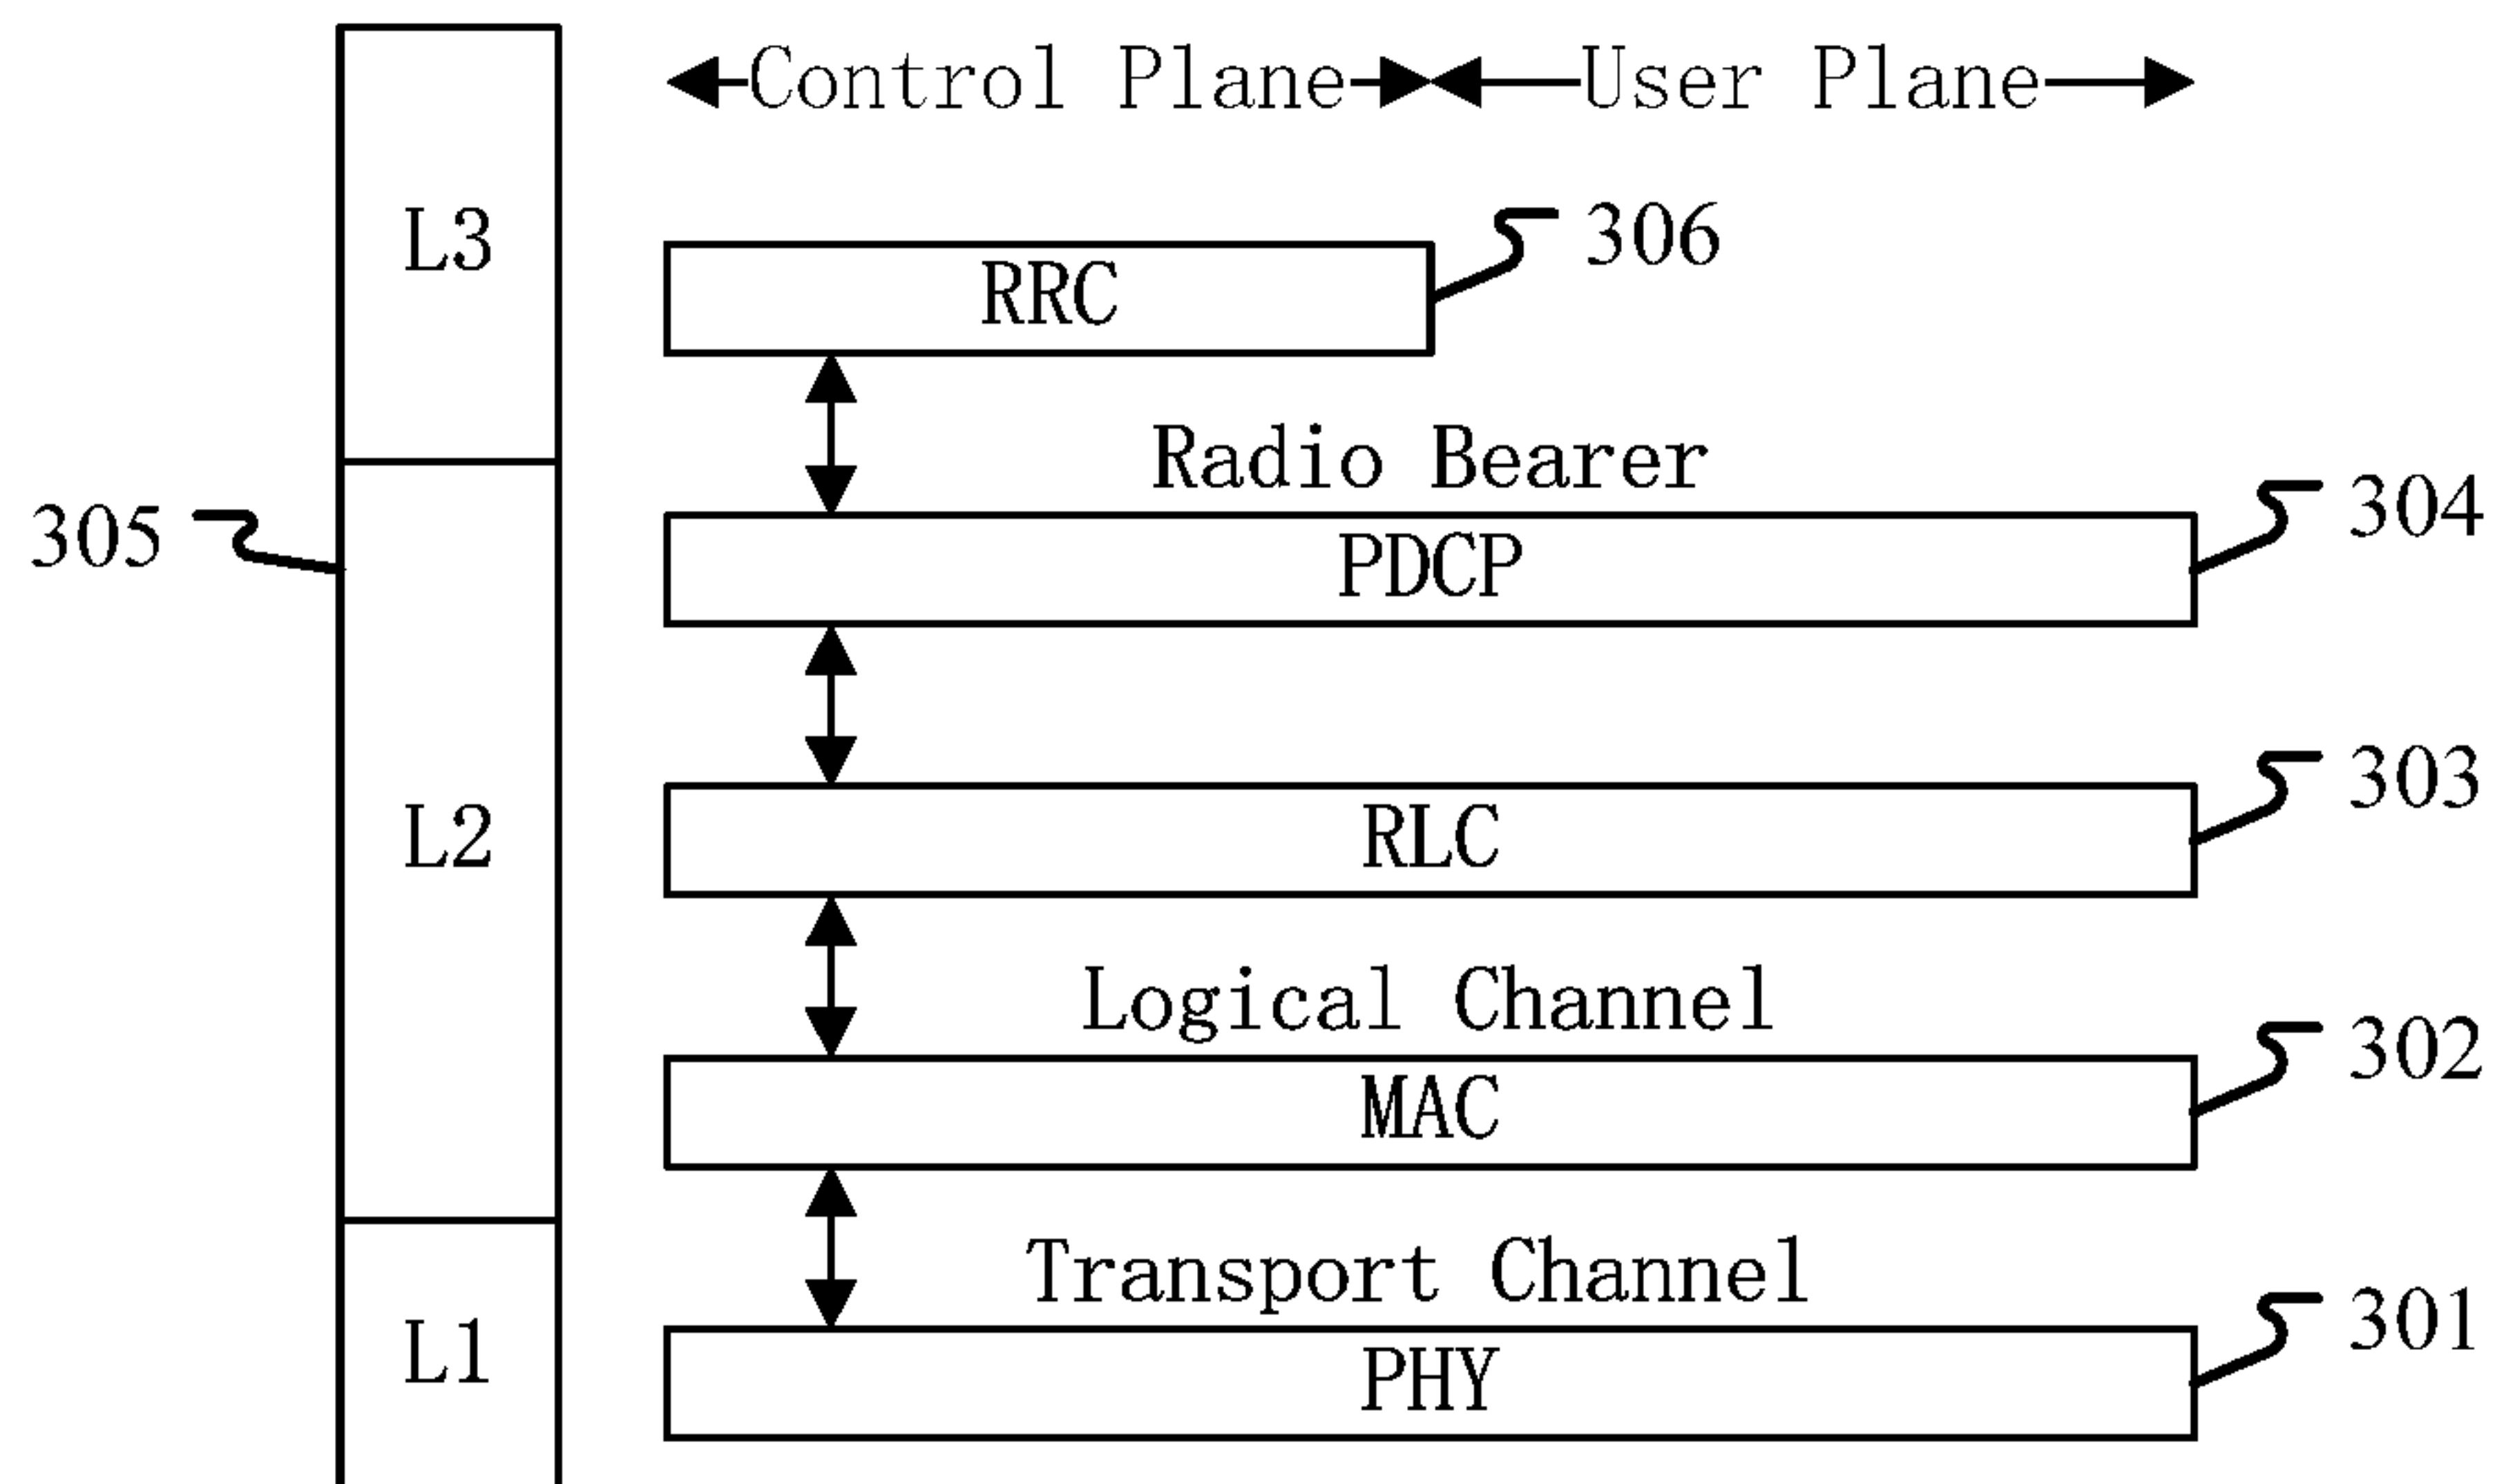 Control Plane
User Plane
L3
306
RRC
Radio Bearer
305
304
PDCP
303
L2
RLC
Logical Channel
302
MAC
Transport Channel
301
L1
PHY